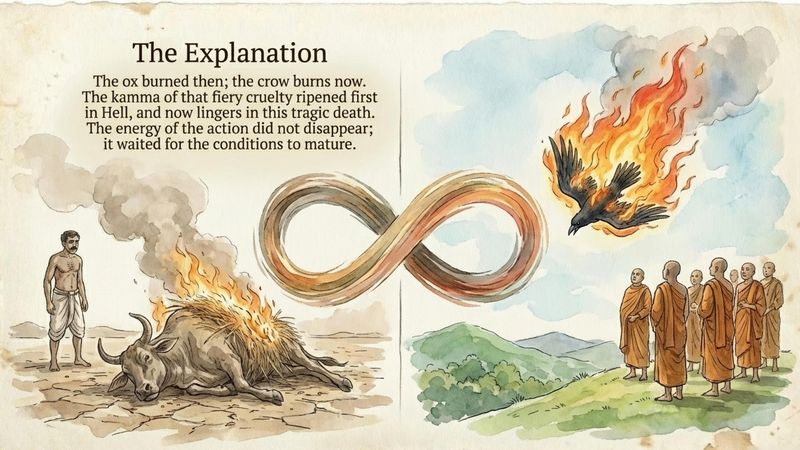 The Explanation
The ox burned then; the crow burns now.
The kamma of that fiery cruelty ripened first
in Hell, and now lingers in this tragic death.
The energy of the action did not disappear;
it waited for the conditions to mature.